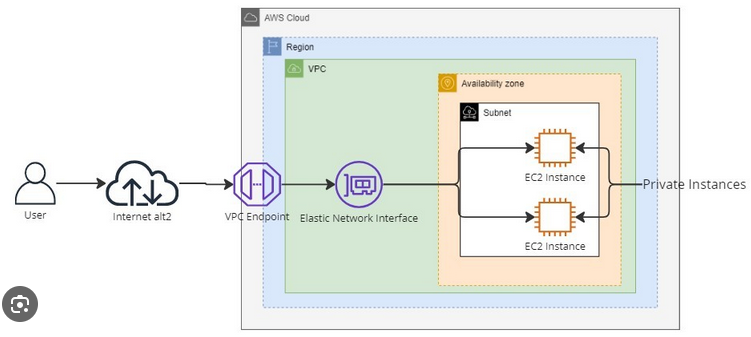 AWS Cloud
Region
VPC
Availability zone
Subnet
EC2 Instance
Private Instances
User
Internet alt2
VPC Endpoint
Elastic Network Interface
EC2 Instance